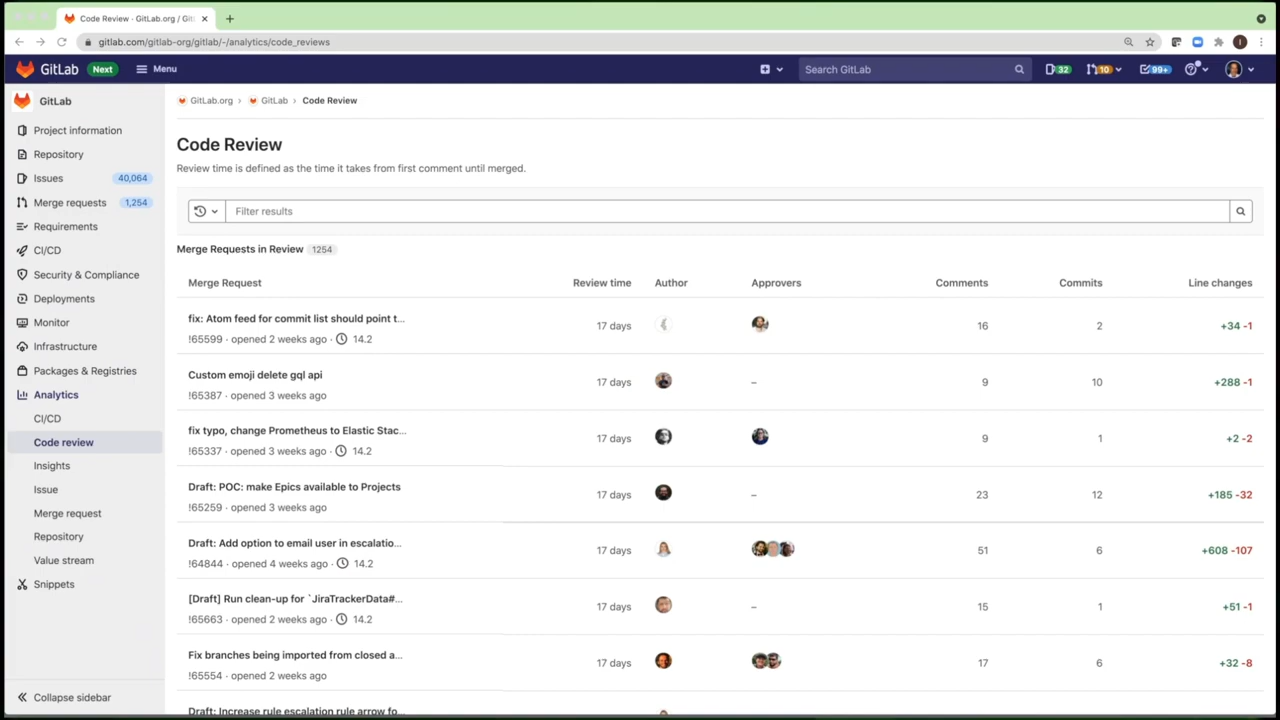 Code Review · GitLab.org / Git
gitlab.com/gitlab-org/gitlab/-/analytics/code_reviews
GitLab Next Menu Search GitLab 32 10 99+
GitLab
Project information
Repository
Issues 40,064
Merge requests 1,254
Requirements
CI/CD
Security & Compliance
Deployments
Monitor
Infrastructure
Packages & Registries
Analytics
CI/CD
Code review
Insights
Issue
Merge request
Repository
Value stream
Snippets
Collapse sidebar
GitLab.org › GitLab › Code Review
Code Review
Review time is defined as the time it takes from first comment until merged.
Filter results
Merge Requests in Review 1254
Merge Request Review time Author Approvers Comments Commits Line changes
fix: Atom feed for commit list should point t...
17 days 16 2 +34 -1
!65599 · opened 2 weeks ago · 14.2
Custom emoji delete gql api
17 days – 9 10 +288 -1
!65387 · opened 3 weeks ago
fix typo, change Prometheus to Elastic Stac...
17 days 9 1 +2 -2
!65337 · opened 3 weeks ago · 14.2
Draft: POC: make Epics available to Projects
17 days – 23 12 +185 -32
!65259 · opened 3 weeks ago
Draft: Add option to email user in escalatio...
17 days 51 6 +608 -107
!64844 · opened 4 weeks ago · 14.2
[Draft] Run clean-up for `JiraTrackerData#...
17 days – 15 1 +51 -1
!65663 · opened 2 weeks ago · 14.2
Fix branches being imported from closed a...
17 days 17 6 +32 -8
!65554 · opened 2 weeks ago
Draft: Increase rule escalation rule arrow fo...